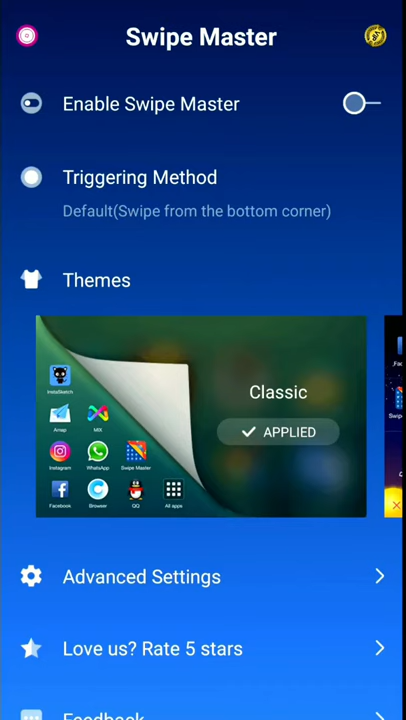 Swipe Master
Enable Swipe Master
Triggering Method
Default(Swipe from the bottom corner)
Themes
InstaSketch
Amap
MIX
Instagram
WhatsApp
Swipe Master
Facebook
Browser
QQ
All apps
Classic
APPLIED
Advanced Settings
Love us? Rate 5 stars
Feedback